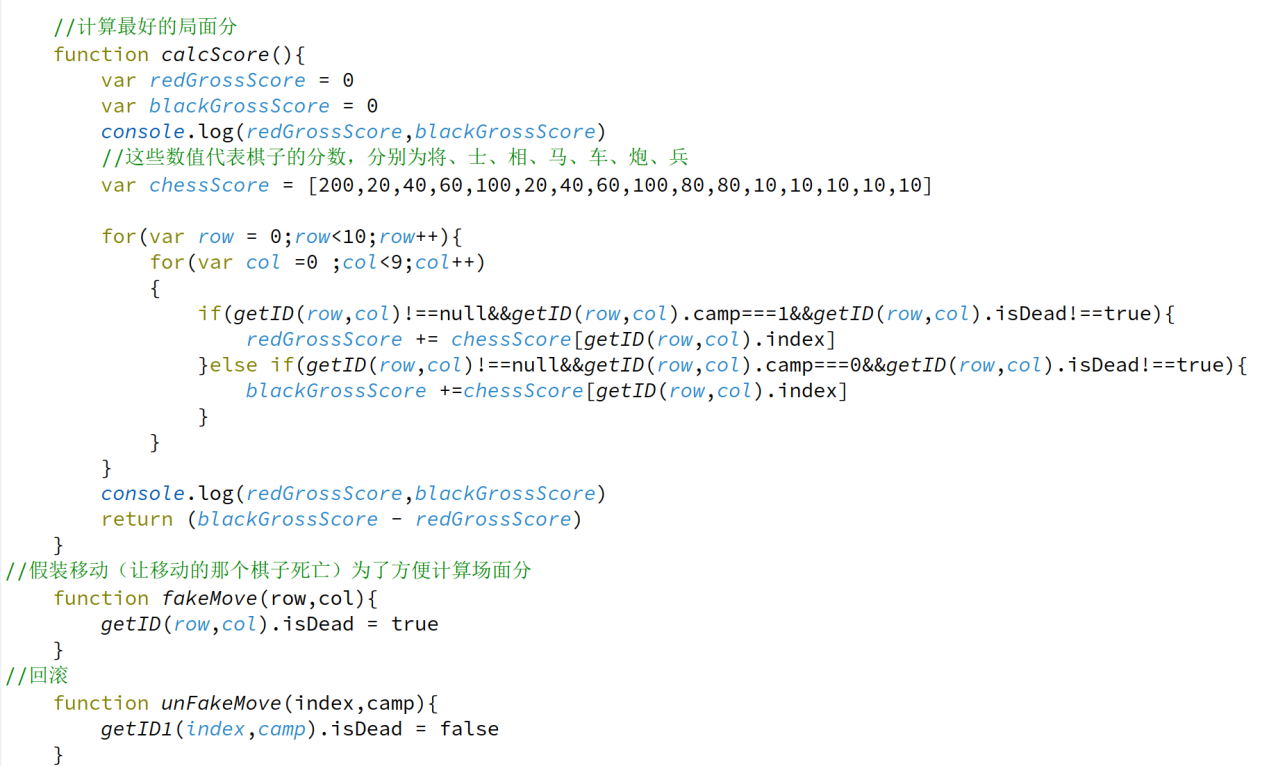 //计算最好的局面分
function calcScore(){
var redGrossScore = 0
var blackGrossScore = 0
console.log(redGrossScore,blackGrossScore)
//这些数值代表棋子的分数，分别为将、士、相、马、车、炮、兵
var chessScore = [200,20,40,60,100,20,40,60,100,80,80,10,10,10,10,10]
for(var row = 0;row<10;row++){
for(var col =0 ;col<9;col++)
{
if(getID(row,col)!==null&&getID(row,col).camp===1&&getID(row,col).isDead!==true){
redGrossScore += chessScore[getID(row,col).index]
}else if(getID(row,col)!==null&&getID(row,col).camp===0&&getID(row,col).isDead!==true){
blackGrossScore +=chessScore[getID(row,col).index]
}
}
}
console.log(redGrossScore,blackGrossScore)
return (blackGrossScore - redGrossScore)
}
//假装移动（让移动的那个棋子死亡）为了方便计算场面分
function fakeMove(row,col){
getID(row,col).isDead = true
}
//回滚
function unFakeMove(index,camp){
getID1(index,camp).isDead = false
}